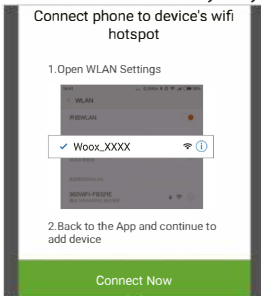 Connect phone to device's wifi
hotspot
1.Open WLAN Settings
WLAN
Woox_XXXX
2.Back to the App and continue to
add device
Connect Now